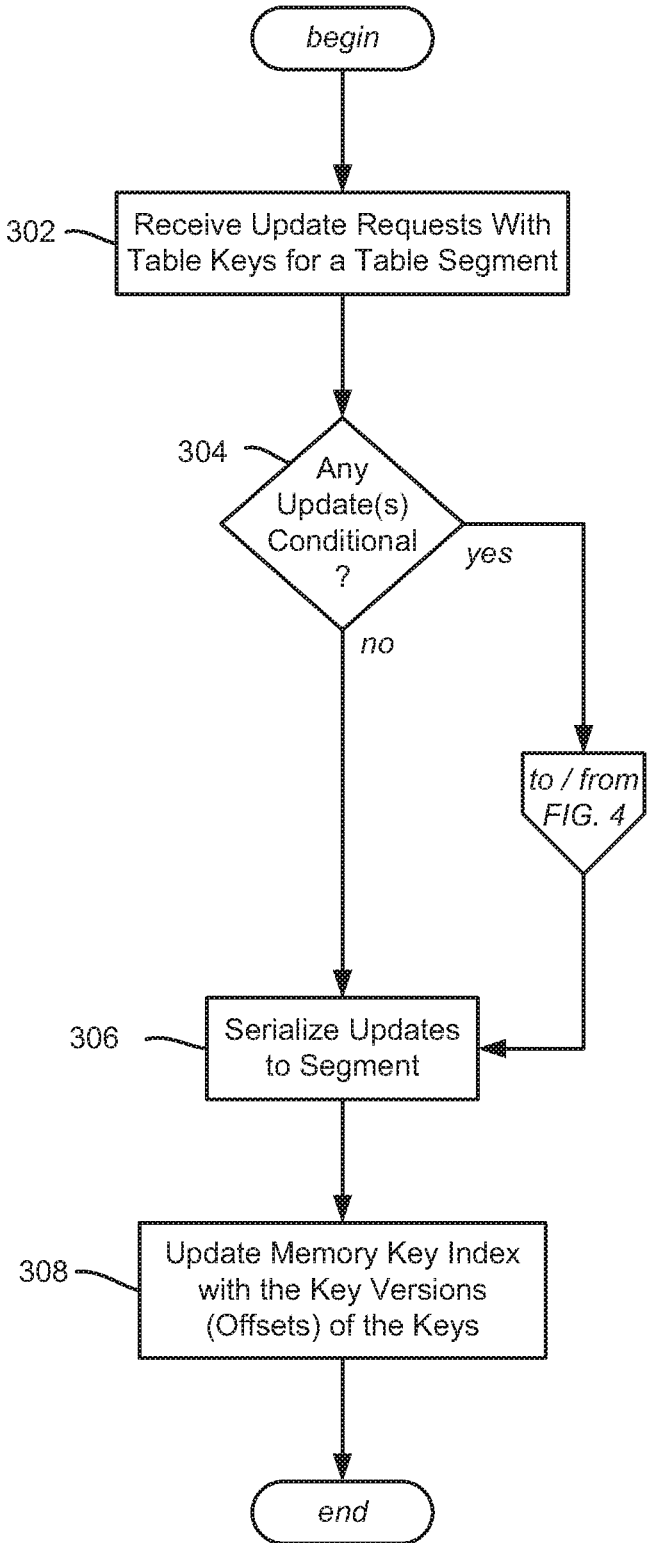 begin
302
Receive Update Requests With
Table Keys for a Table Segment
304
Any
Update(s)
Conditional
?
yes
no
to / from
FIG. 4
306
Serialize Updates
to Segment
308
Update Memory Key Index
with the Key Versions
(Offsets) of the Keys
end